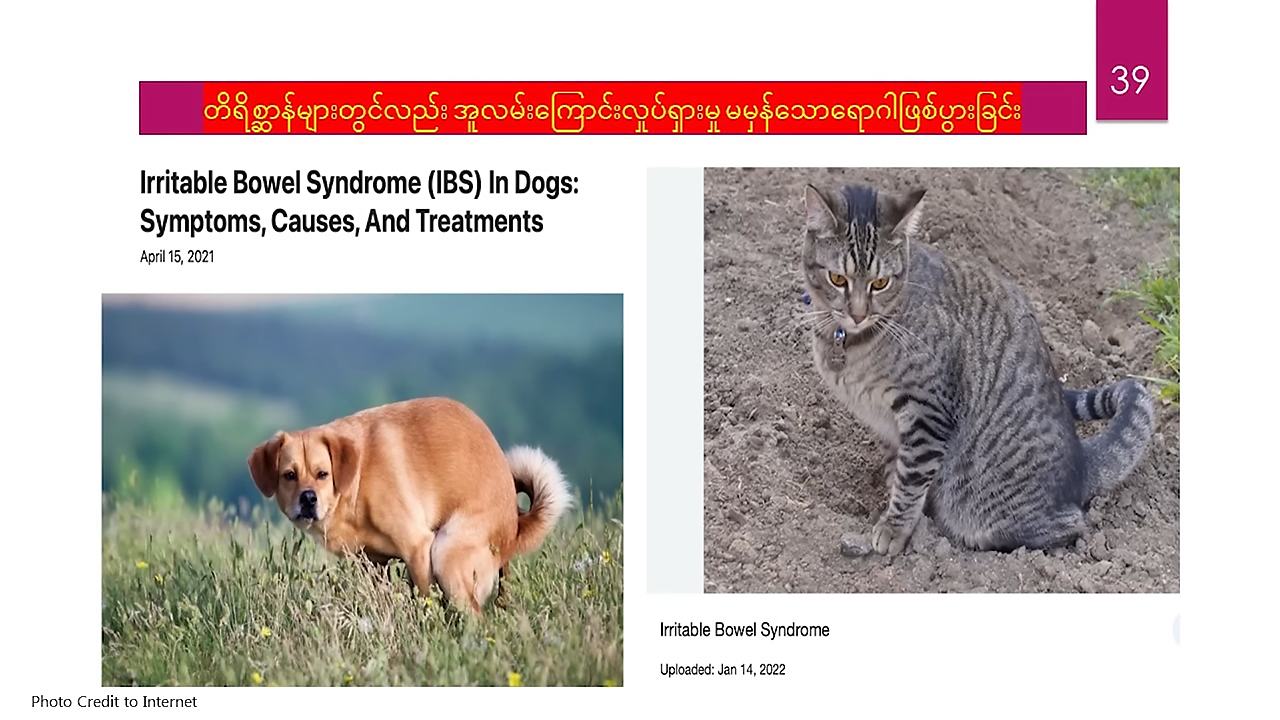 39
တိရိစ္ဆာန်များတွင်လည်း အူလမ်းကြောင်းလှုပ်ရှားမှု မမှန်သောရောဂါဖြစ်ပွားခြင်း
Irritable Bowel Syndrome (IBS) In Dogs:
Symptoms, Causes, And Treatments
April 15, 2021
Irritable Bowel Syndrome
Uploaded: Jan 14, 2022
Photo Credit to Internet